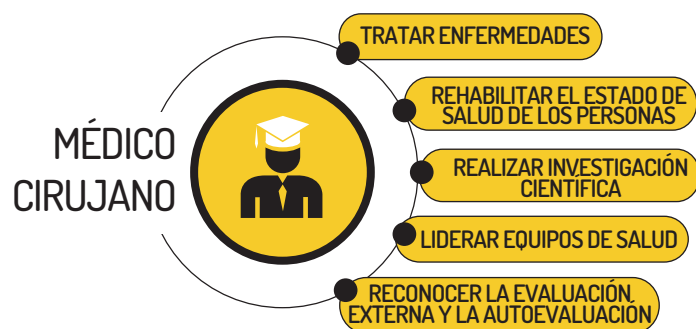 MÉDICO
CIRUJANO
TRATAR ENFERMEDADES
REHABILITAR EL ESTADO DE
SALUD DE LOS PERSONAS
REALIZAR INVESTIGACIÓN
CIENTÍFICA
LIDERAR EQUIPOS DE SALUD
RECONOCER LA EVALUACIÓN
EXTERNA Y LA AUTOEVALUACIÓN